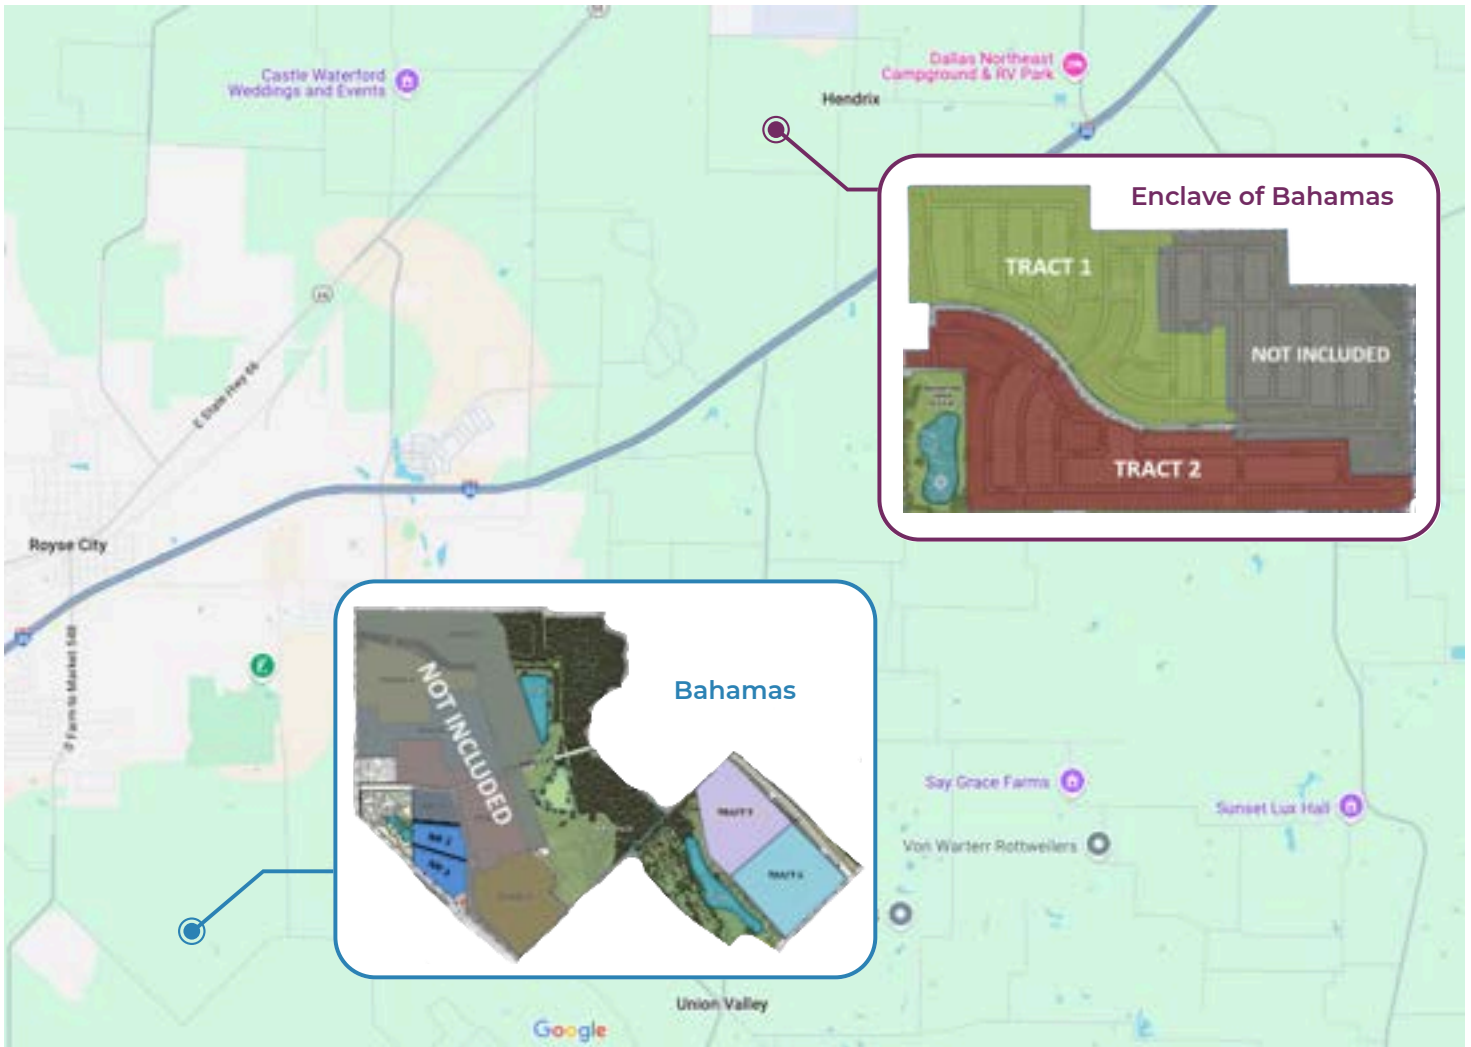 Castle Waterford
Weddings and Events
Dallas Northeast
Campground & RV Park
Hendrix
Enclave of Bahamas
TRACT 1
NOT INCLUDED
TRACT 2
E State Hwy 66
Royse City
Farm to Market 548
Bahamas
NOT INCLUDED
Say Grace Farms
Sunset Lux Hall
Von Warterr Rottweilers
Union Valley
Google